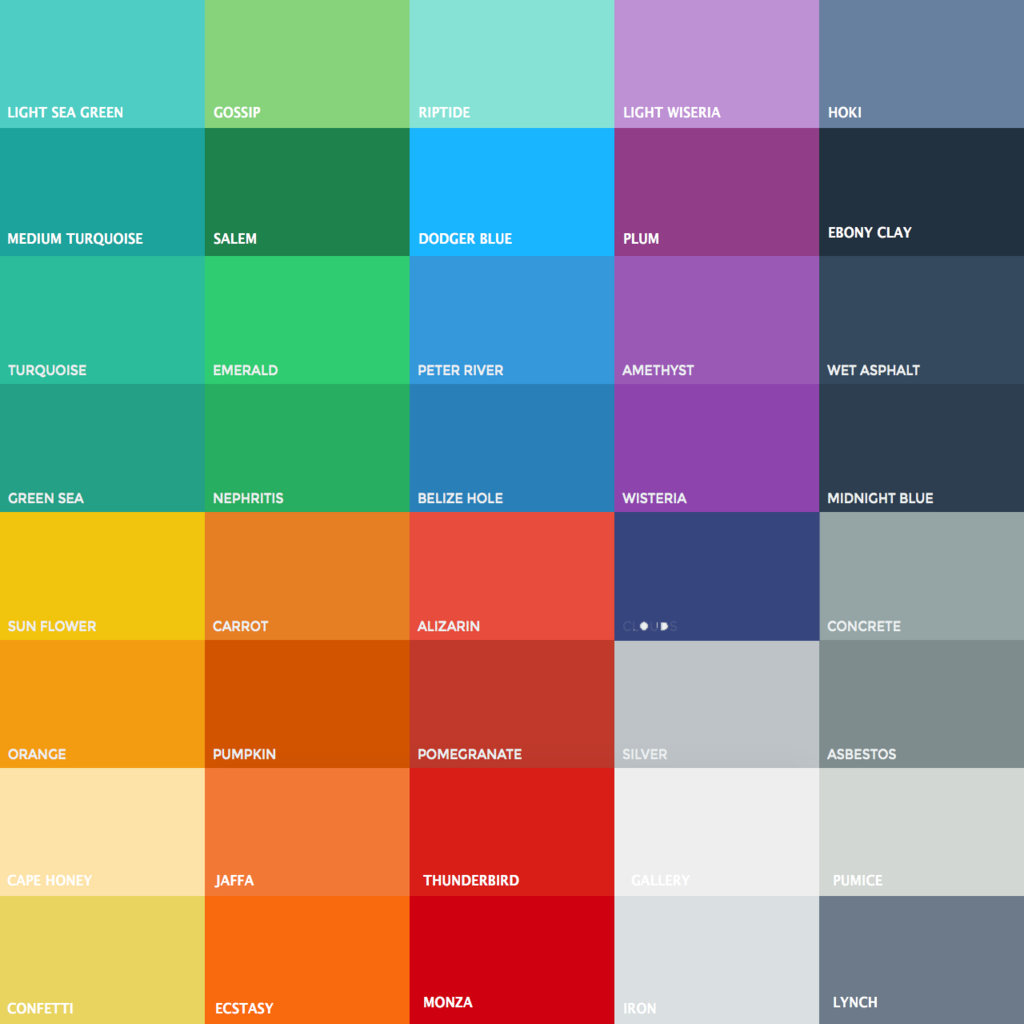 LIGHT SEA GREEN
GOSSIP
RIPTIDE
LIGHT WISERIA
HOKI
MEDIUM TURQUOISE
SALEM
DODGER BLUE
PLUM
EBONY CLAY
TURQUOISE
EMERALD
PETER RIVER
AMETHYST
WET ASPHALT
GREEN SEA
NEPHRITIS
BELIZE HOLE
WISTERIA
MIDNIGHT BLUE
SUN FLOWER
CARROT
ALIZARIN
CLOUDS
CONCRETE
ORANGE
PUMPKIN
POMEGRANATE
SILVER
ASBESTOS
CAPE HONEY
JAFFA
THUNDERBIRD
GALLERY
PUMICE
CONFETTI
ECSTASY
MONZA
IRON
LYNCH